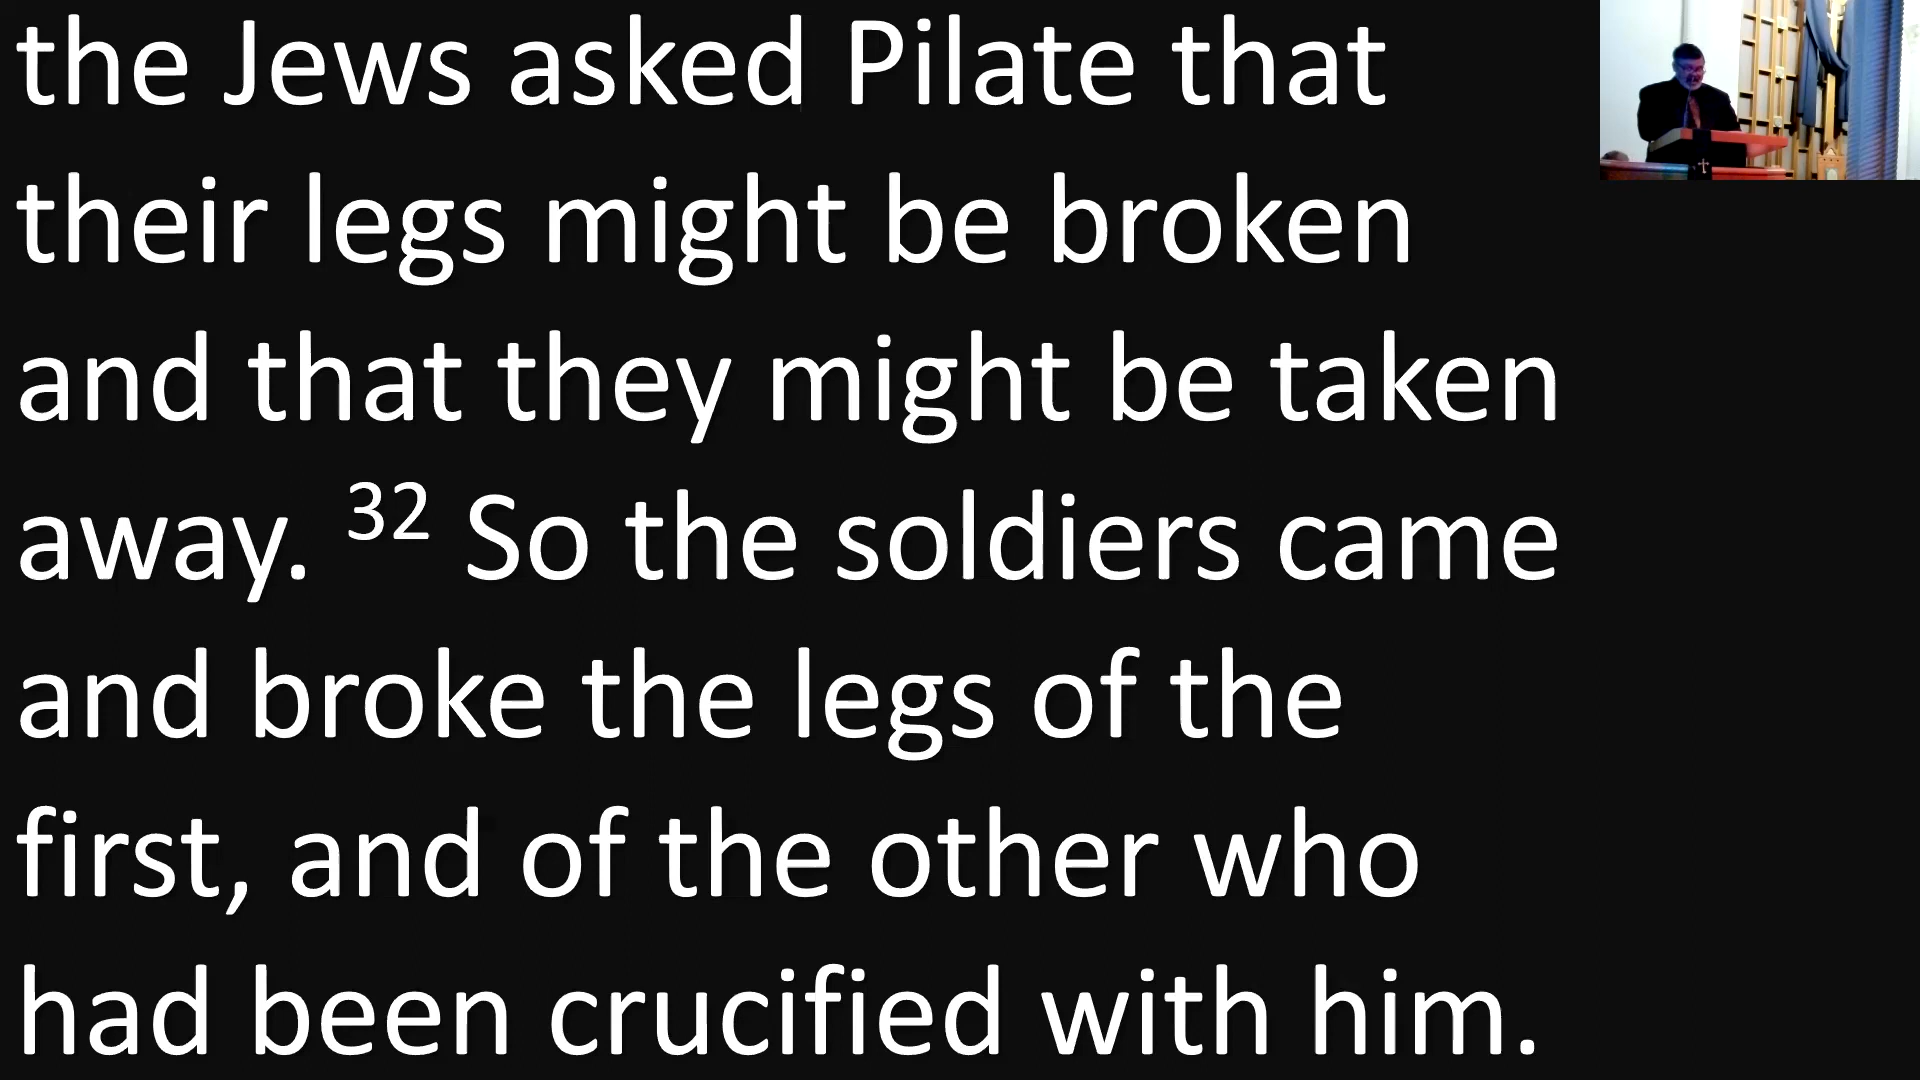 the Jews asked Pilate that
their legs might be broken
and that they might be taken
away. 32 So the soldiers came
and broke the legs of the
first, and of the other who
had been crucified with him.